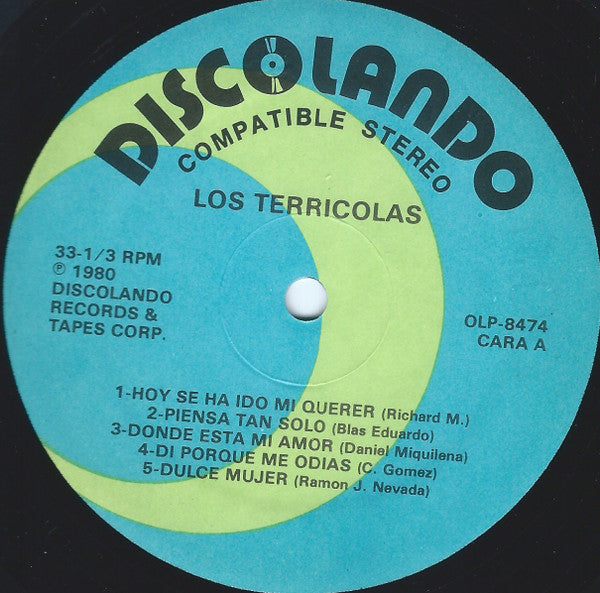 DISCOLANDO
COMPATIBLE STEREO
LOS TERRICOLAS
33-1/3 RPM
℗ 1980
DISCOLANDO
RECORDS &
TAPES CORP.
OLP-8474
CARA A
1-HOY SE HA IDO MI QUERER (Richard M.)
2-PIENSA TAN SOLO (Blas Eduardo)
3-DONDE ESTA MI AMOR (Daniel Miquilena)
4-DI PORQUE ME ODIAS (C. Gomez)
5-DULCE MUJER (Ramon J. Nevada)